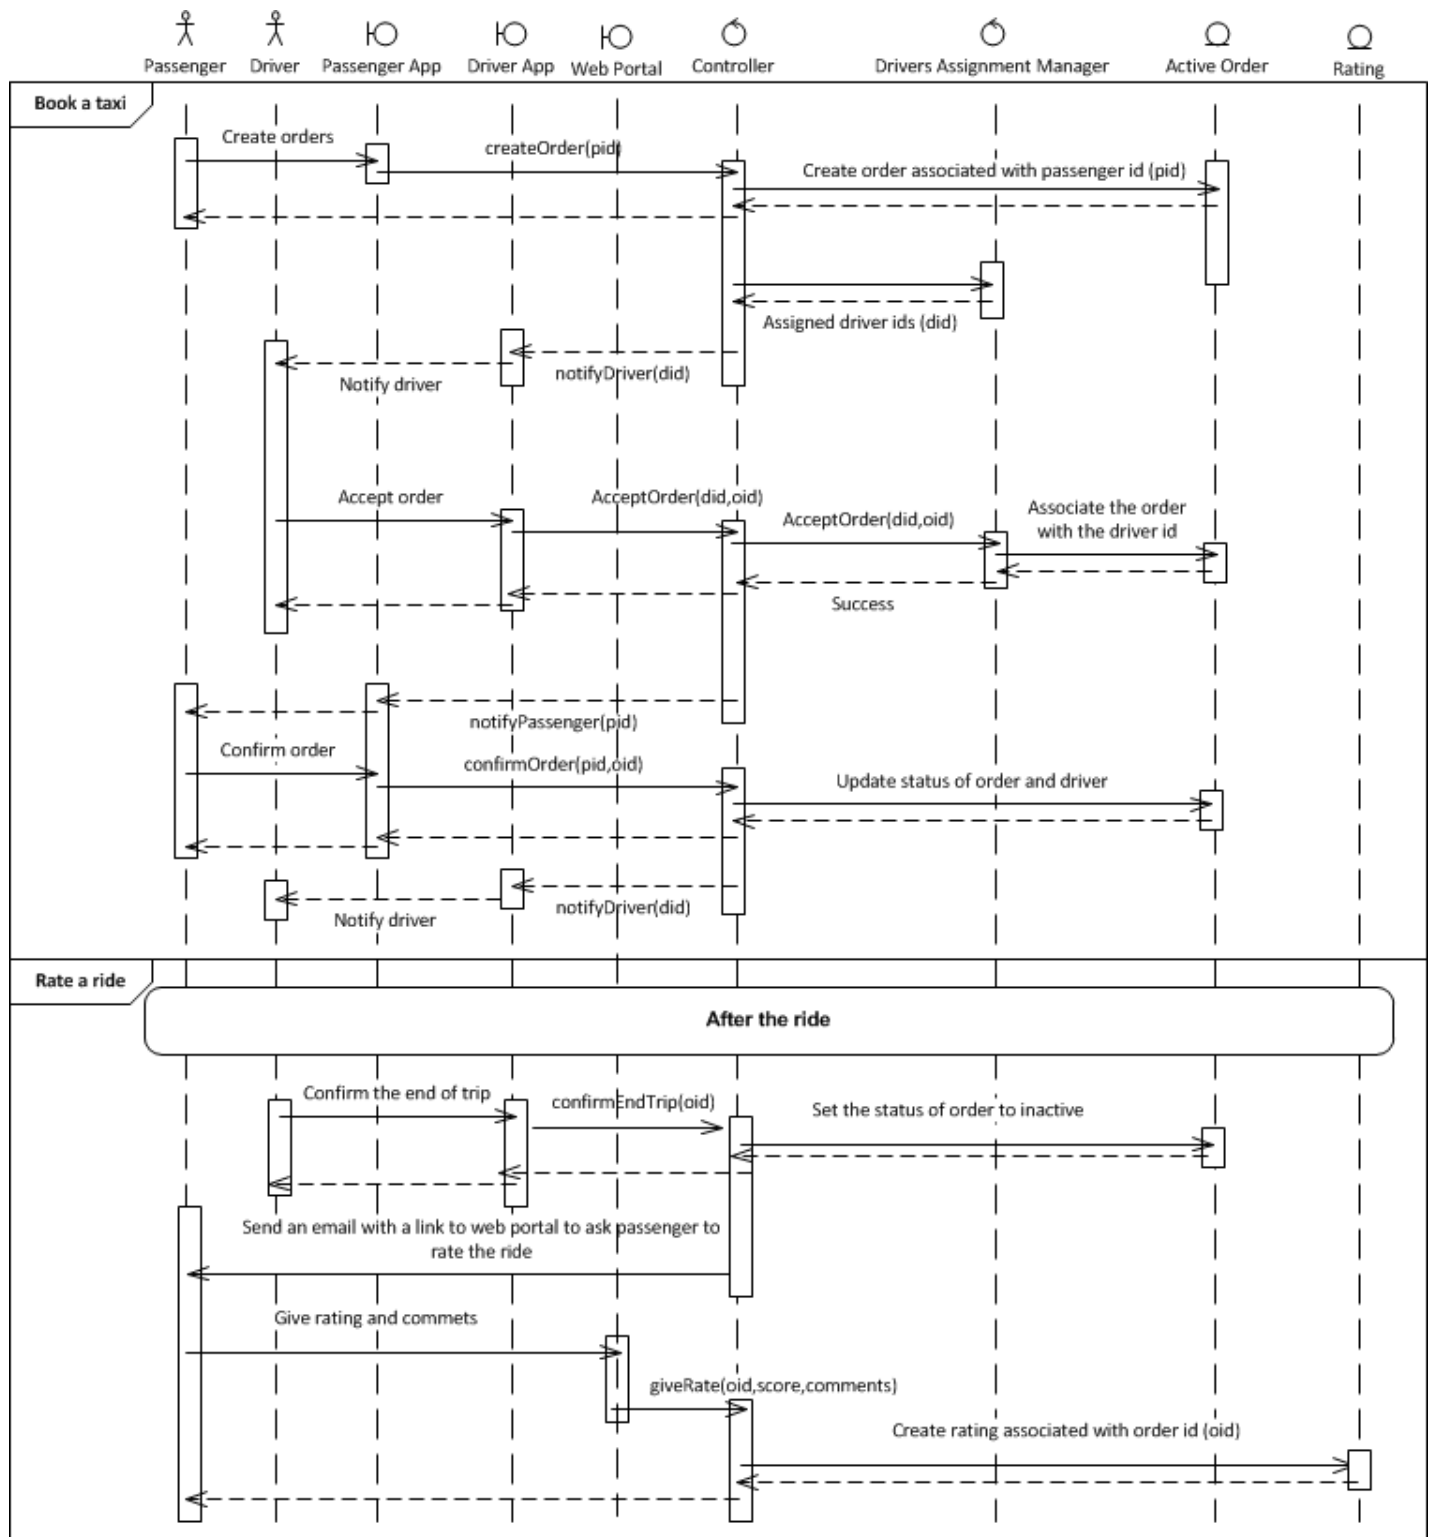 Passenger
Driver
Passenger App
Driver App
Web Portal
Controller
Drivers Assignment Manager
Active Order
Rating
Book a taxi
Create orders
createOrder(pid)
Create order associated with passenger id (pid)
Assigned driver ids (did)
notifyDriver(did)
Notify driver
Accept order
AcceptOrder(did,oid)
AcceptOrder(did,oid)
Associate the order
with the driver id
Success
notifyPassenger(pid)
Confirm order
confirmOrder(pid,oid)
Update status of order and driver
notifyDriver(did)
Notify driver
Rate a ride
After the ride
Confirm the end of trip
confirmEndTrip(oid)
Set the status of order to inactive
Send an email with a link to web portal to ask passenger to
rate the ride
Give rating and commets
giveRate(oid,score,comments)
Create rating associated with order id (oid)